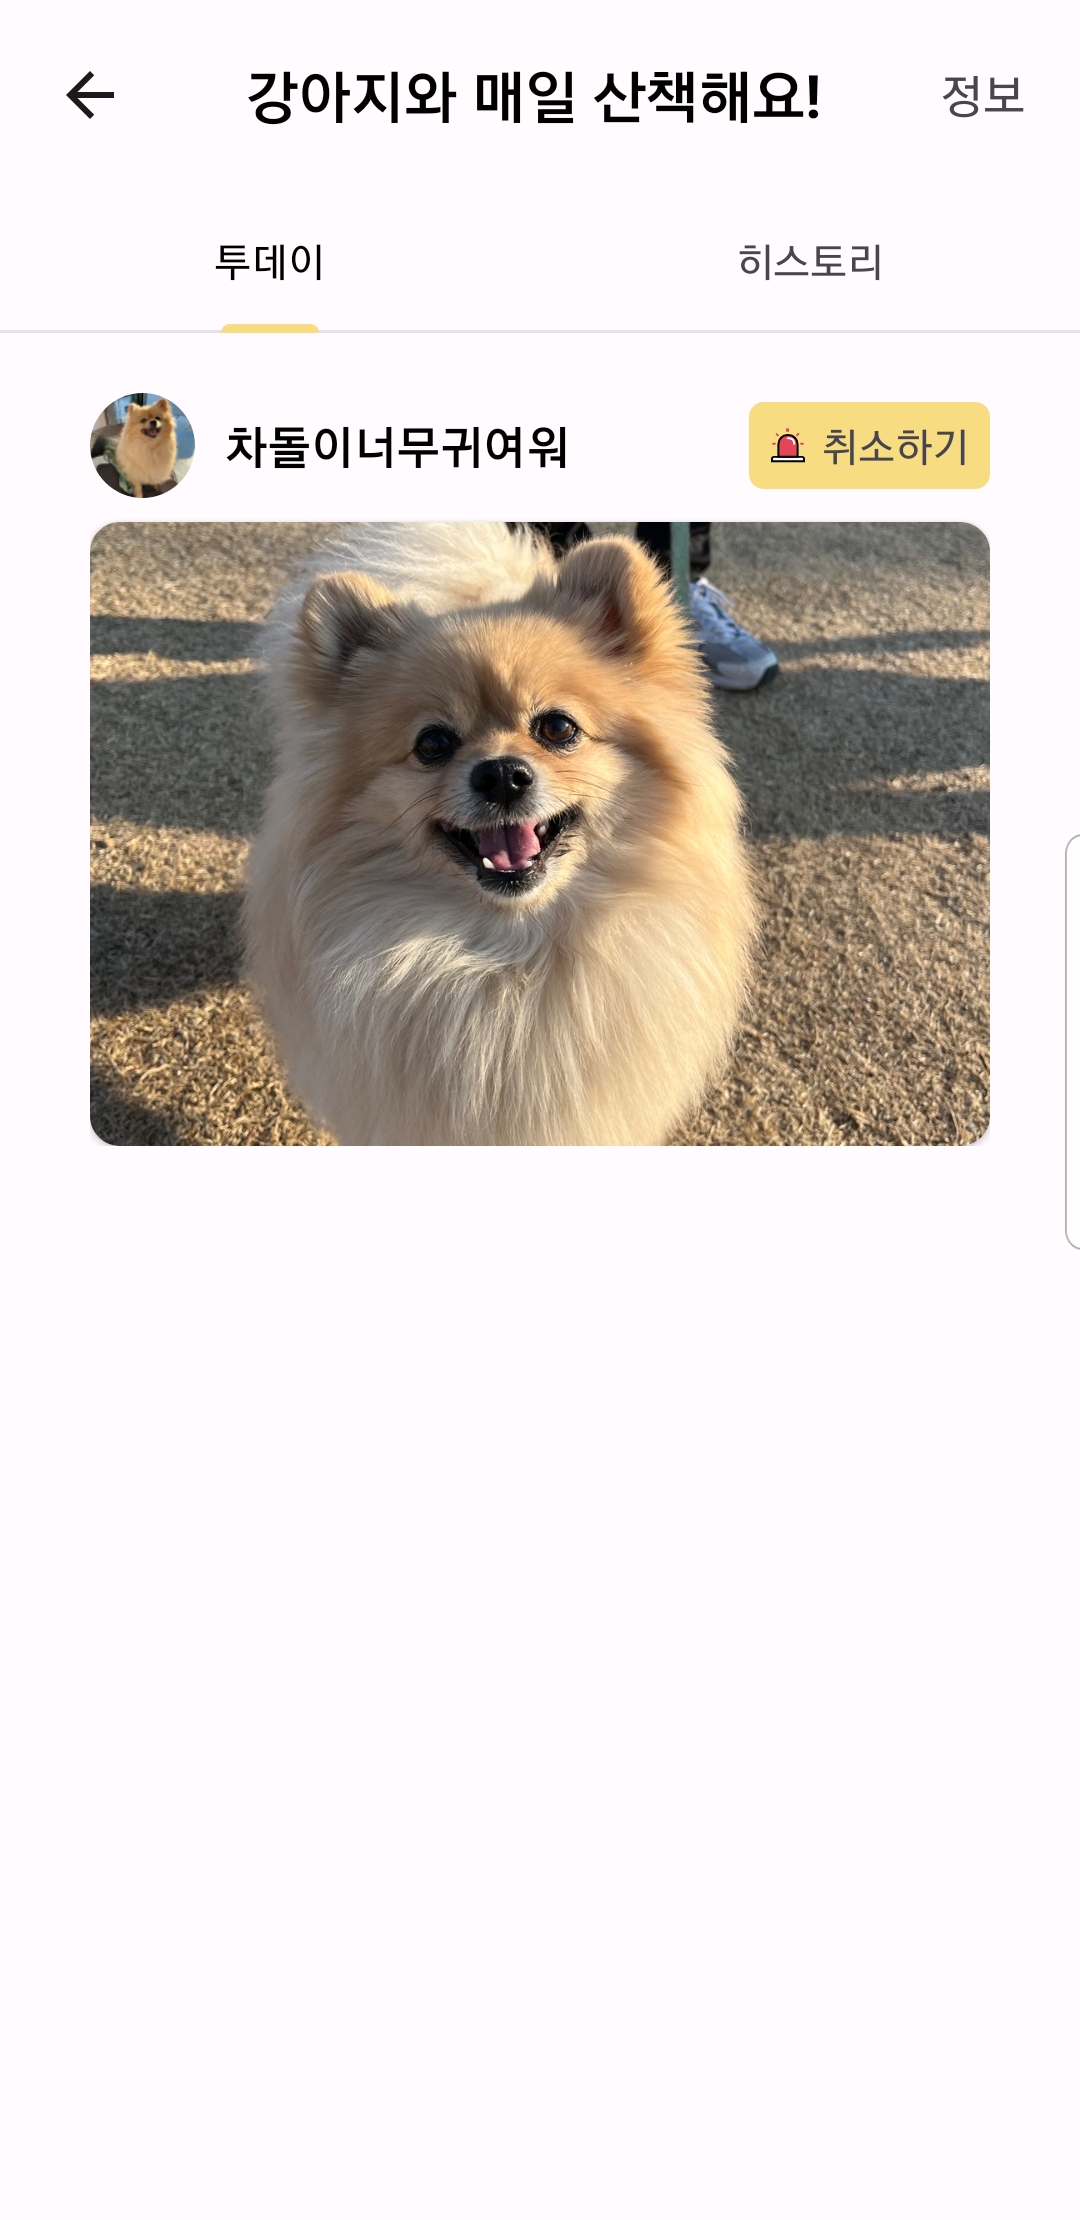 강아지와 매일 산책해요!
정보
투데이
히스토리
차돌이너무귀여워
취소하기